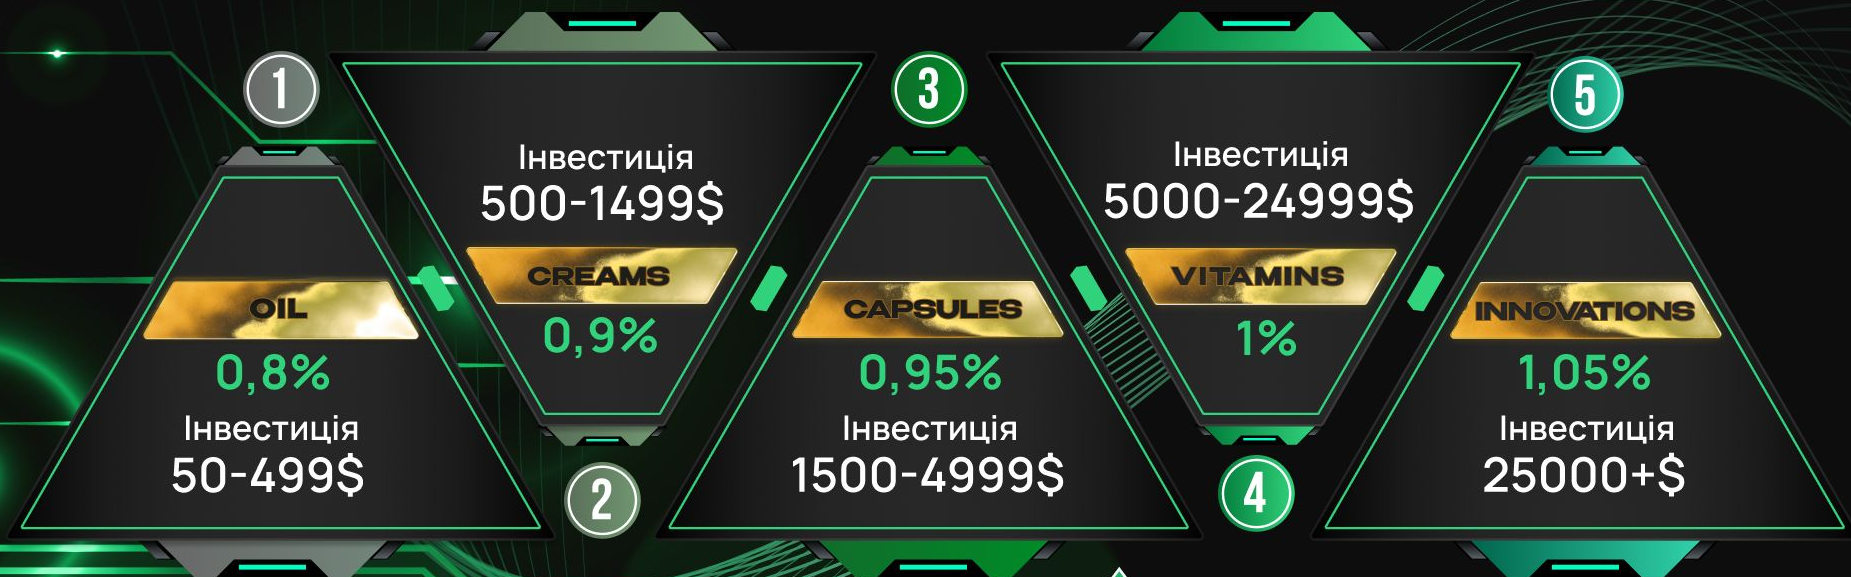 1
OIL
0,8%
Інвестиція
50-499$
2
Інвестиція
500-1499$
CREAMS
0,9%
3
CAPSULES
0,95%
Інвестиція
1500-4999$
4
Інвестиція
5000-24999$
VITAMINS
1%
5
INNOVATIONS
1,05%
Інвестиція
25000+$